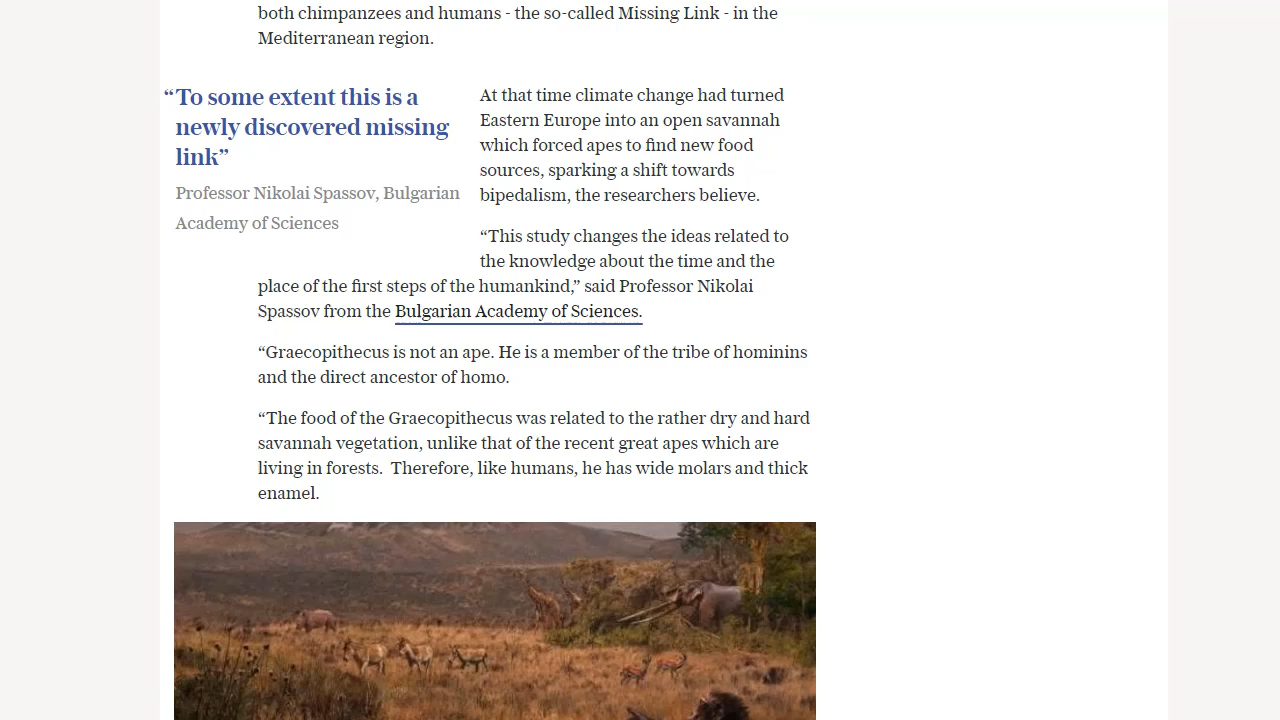 both chimpanzees and humans - the so-called Missing Link - in the
Mediterranean region.
“To some extent this is a
newly discovered missing
link”
Professor Nikolai Spassov, Bulgarian
Academy of Sciences
At that time climate change had turned
Eastern Europe into an open savannah
which forced apes to find new food
sources, sparking a shift towards
bipedalism, the researchers believe.
“This study changes the ideas related to
the knowledge about the time and the
place of the first steps of the humankind,” said Professor Nikolai
Spassov from the Bulgarian Academy of Sciences.
“Graecopithecus is not an ape. He is a member of the tribe of hominins
and the direct ancestor of homo.
“The food of the Graecopithecus was related to the rather dry and hard
savannah vegetation, unlike that of the recent great apes which are
living in forests.  Therefore, like humans, he has wide molars and thick
enamel.